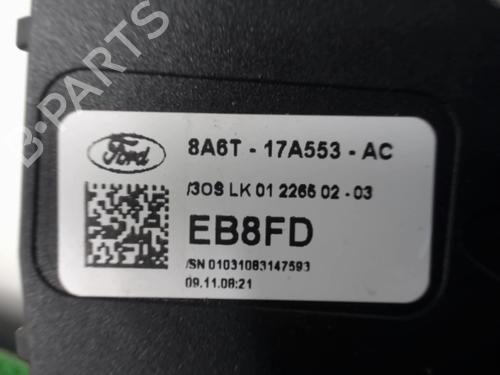 B-PARTS
Ford
8A6T - 17A553 - AC
/3OS LK 01 2265 02 - 03
EB8FD
/SN 01031083147593
09.11.08:21